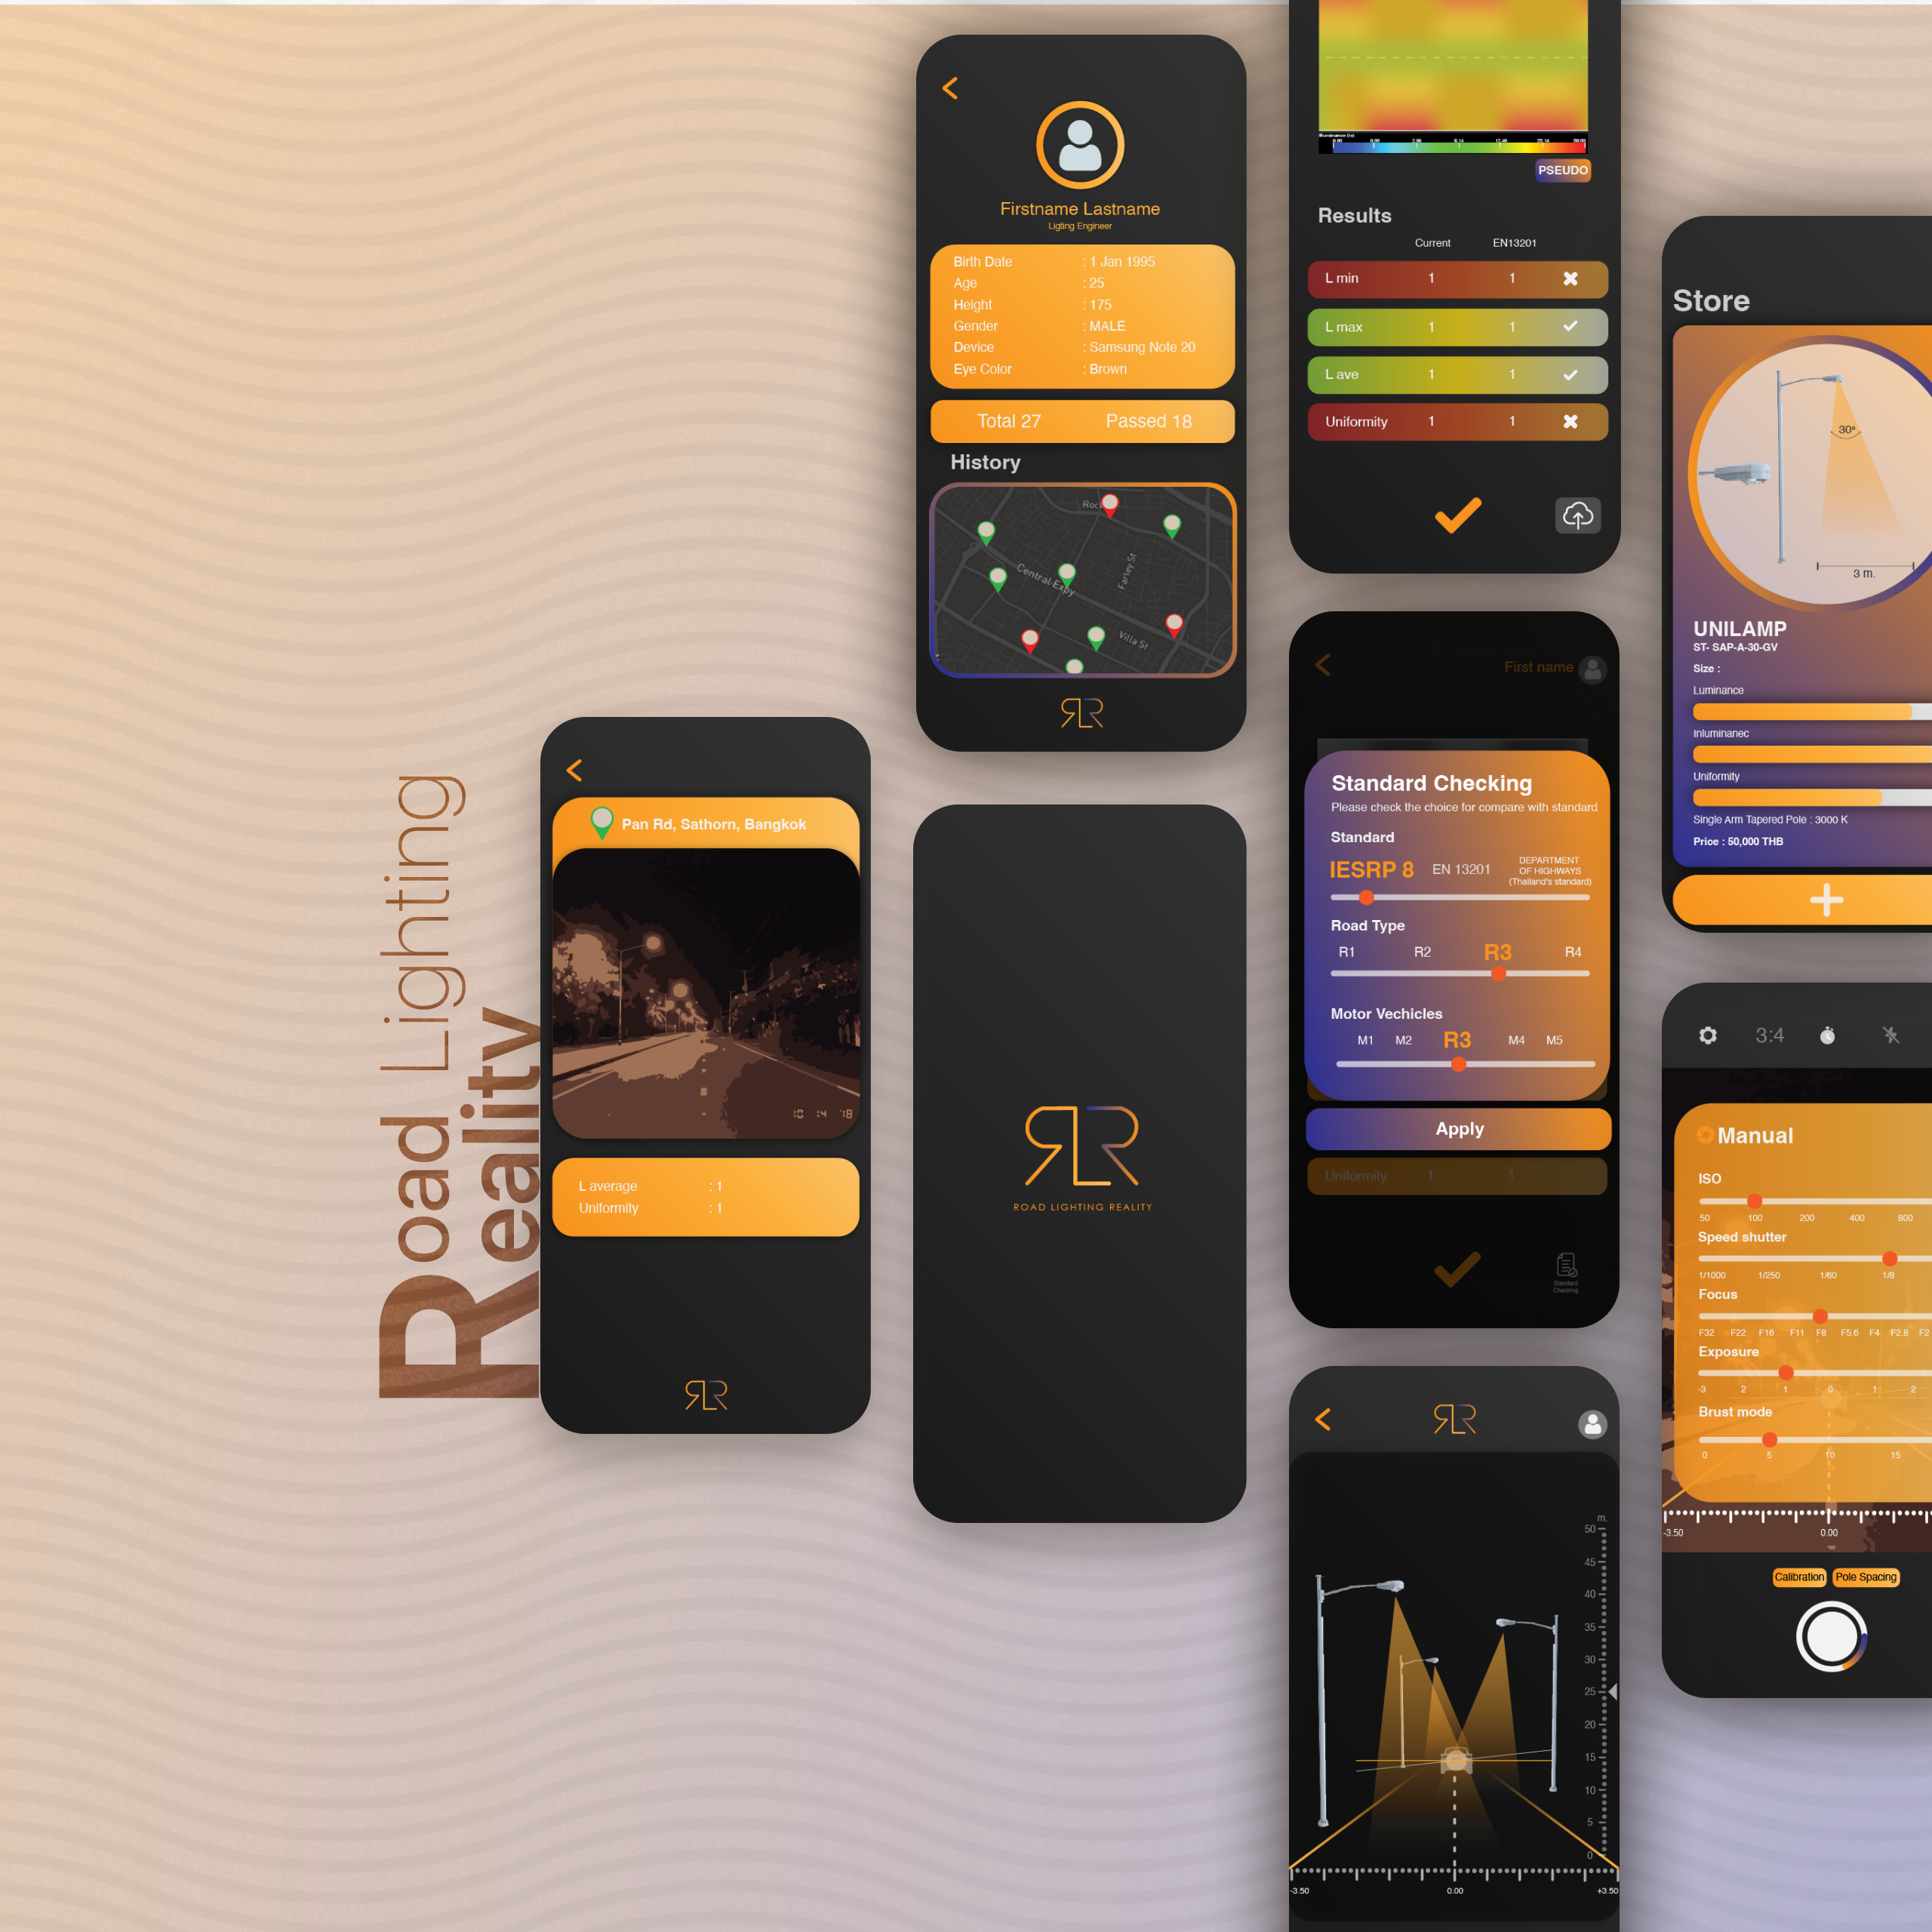 Road Lighting
Reality
Pan Rd, Sathorn, Bangkok
10 14 '18
L average : 1
Uniformity : 1
RLR
Firstname Lastname
Ligting Engineer
Birth Date : 1 Jan 1995
Age : 25
Height : 175
Gender : MALE
Device : Samsung Note 20
Eye Color : Brown
Total 27 Passed 18
History
Rock
Central Expy
Farley St
Villa St
RLR
RLR
ROAD LIGHTING REALITY
PSEUDO
Results
Current EN13201
L min 1 1
L max 1 1
L ave 1 1
Uniformity 1 1
First name
Standard Checking
Please check the choice for compare with standard
Standard
IESRP 8 EN 13201 DEPARTMENT
OF HIGHWAYS
(Thailand's standard)
Road Type
R1 R2 R3 R4
Motor Vechicles
M1 M2 R3 M4 M5
Apply
Uniformity 1 1
Standard
Checking
RLR
m.
50
45
40
35
30
25
20
15
10
5
0
-3.50 0.00 +3.50
Store
30°
3 m.
UNILAMP
ST- SAP-A-30-GV
Size :
Luminance
Inluminanec
Uniformity
Single Arm Tapered Pole : 3000 K
Price : 50,000 THB
3:4
Manual
ISO
50 100 200 400 800
Speed shutter
1/1000 1/250 1/60 1/8
Focus
F32 F22 F16 F11 F8 F5.6 F4 F2.8 F2
Exposure
-3 2 1 0 1 2
Brust mode
0 5 10 15
-3.50 0.00
Calibration Pole Spacing